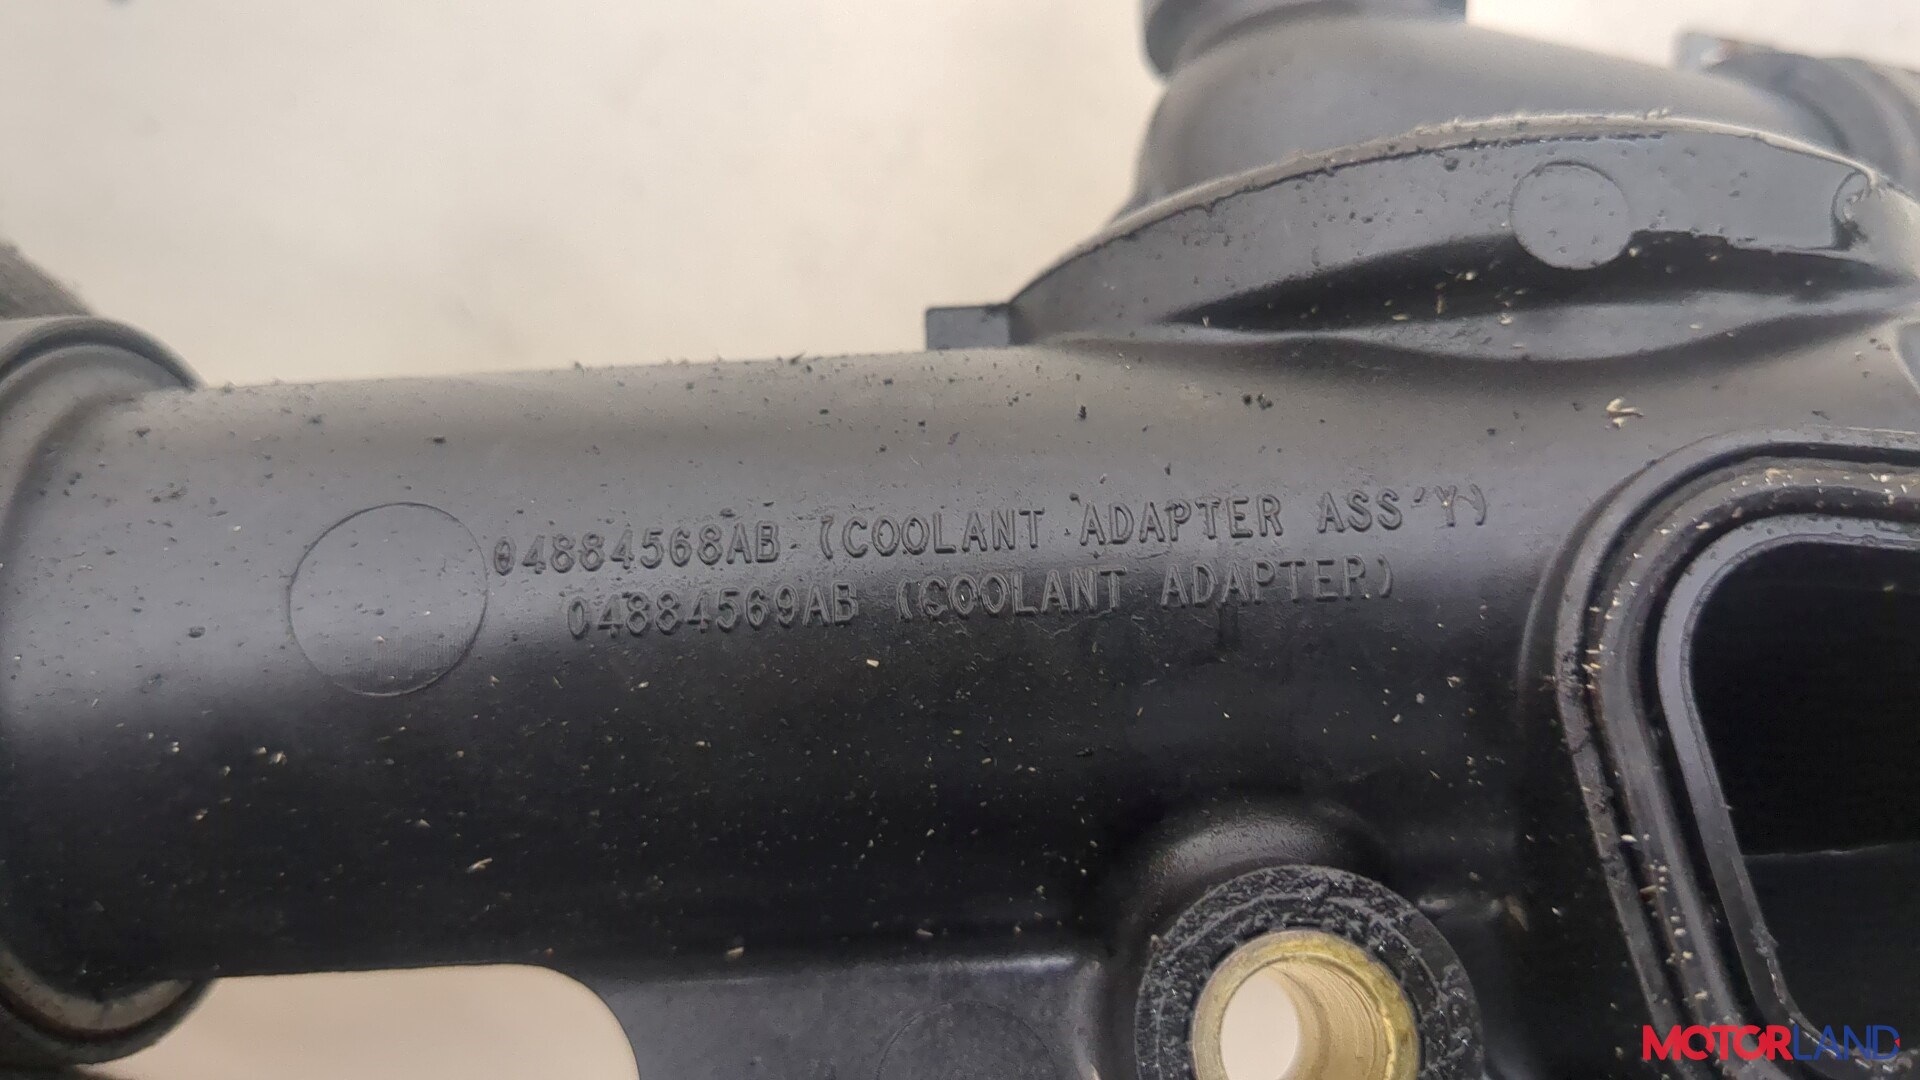 04884568AB (COOLANT ADAPTER ASS'Y)
04884569AB (COOLANT ADAPTER)
MOTORLAND